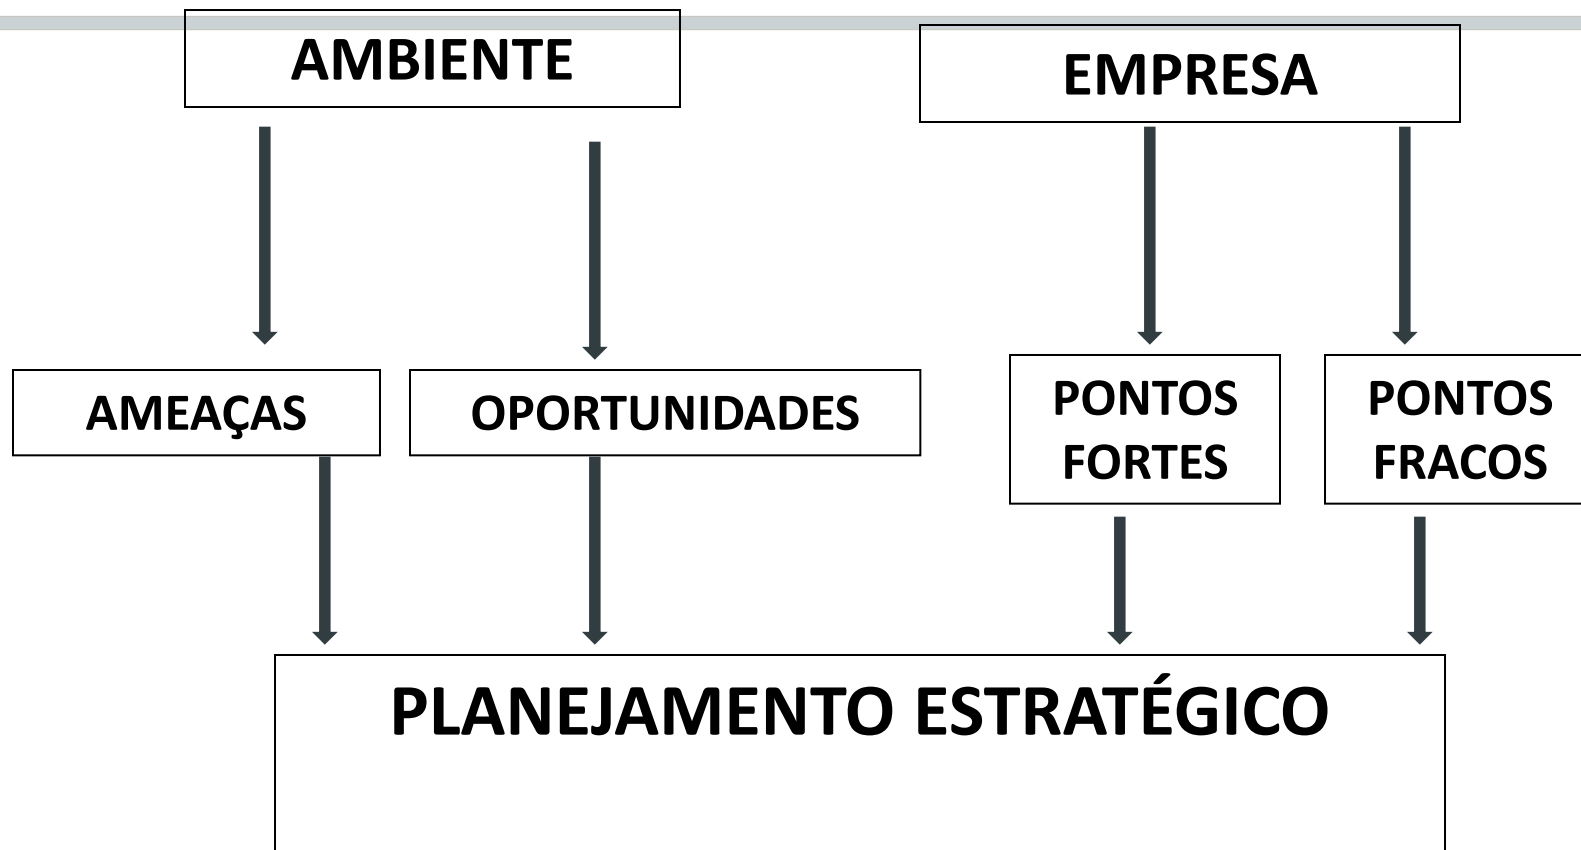 AMBIENTE
EMPRESA
AMEAÇAS
OPORTUNIDADES
PONTOS
FORTES
PONTOS
FRACOS
PLANEJAMENTO ESTRATÉGICO